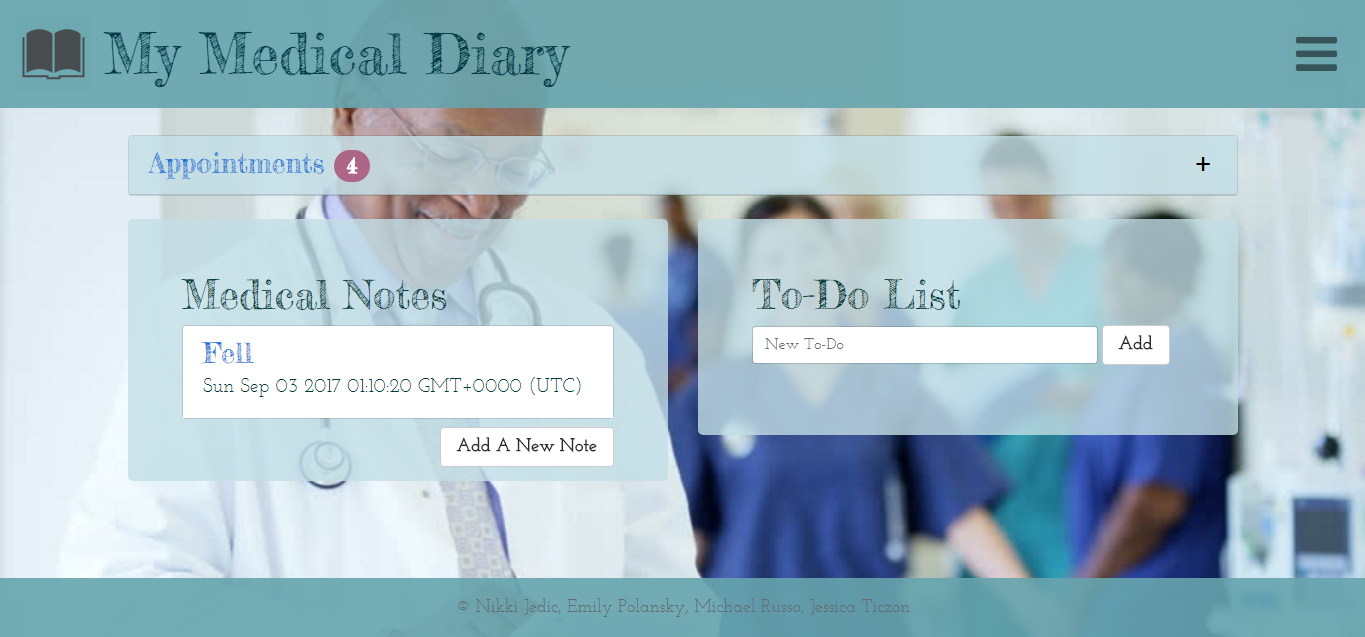 My Medical Diary
Appointments 4
+
Medical Notes
Fell
Sun Sep 03 2017 01:10:20 GMT+0000 (UTC)
Add A New Note
To-Do List
New To-Do
Add
© Nikki Jedic, Emily Polansky, Michael Russo, Jessica Ticzon